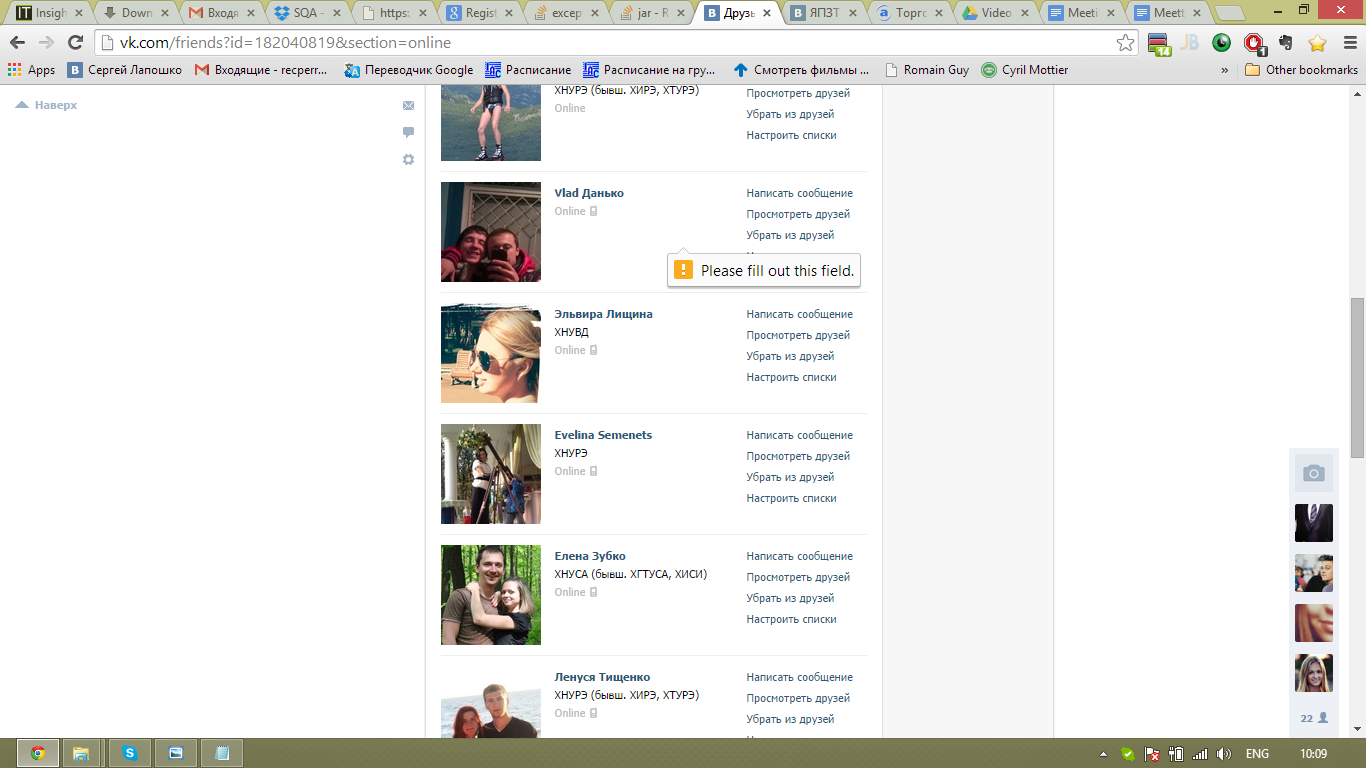 Insigh
Down
Входя
SQA -
https:
Regist
excep
jar - R
Друзь
ЯПЗТ
Торго
Video
Meeti
Meett
vk.com/friends?id=182040819&section=online
14
JB
1
Apps
Сергей Лапошко
Входящие - recperr...
Переводчик Google
Расписание
Расписание на гру...
Смотреть фильмы ...
Romain Guy
Cyril Mottier
»
Other bookmarks
Наверх
ХНУРЭ (бывш. ХИРЭ, ХТУРЭ)
Online
Просмотреть друзей
Убрать из друзей
Настроить списки
Vlad Данько
Online
Написать сообщение
Просмотреть друзей
Убрать из друзей
Please fill out this field.
Эльвира Лищина
ХНУВД
Online
Написать сообщение
Просмотреть друзей
Убрать из друзей
Настроить списки
Evelina Semenets
ХНУРЭ
Online
Написать сообщение
Просмотреть друзей
Убрать из друзей
Настроить списки
Елена Зубко
ХНУСА (бывш. ХГТУСА, ХИСИ)
Online
Написать сообщение
Просмотреть друзей
Убрать из друзей
Настроить списки
Ленуся Тищенко
ХНУРЭ (бывш. ХИРЭ, ХТУРЭ)
Online
Написать сообщение
Просмотреть друзей
Убрать из друзей
22
ENG
10:09